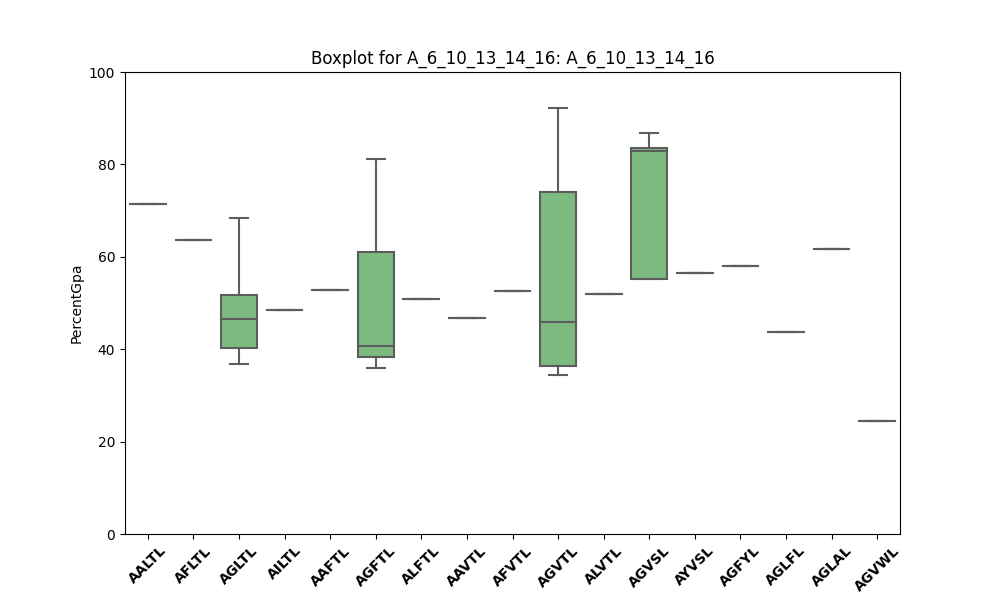 Boxplot for A_6_10_13_14_16: A_6_10_13_14_16
PercentGpa
100
80
60
40
20
0
AALTL
AFLTL
AGLTL
AILTL
AAFTL
AGFTL
ALFTL
AAVTL
AFVTL
AGVTL
ALVTL
AGVSL
AYVSL
AGFYL
AGLFL
AGLAL
AGVWL